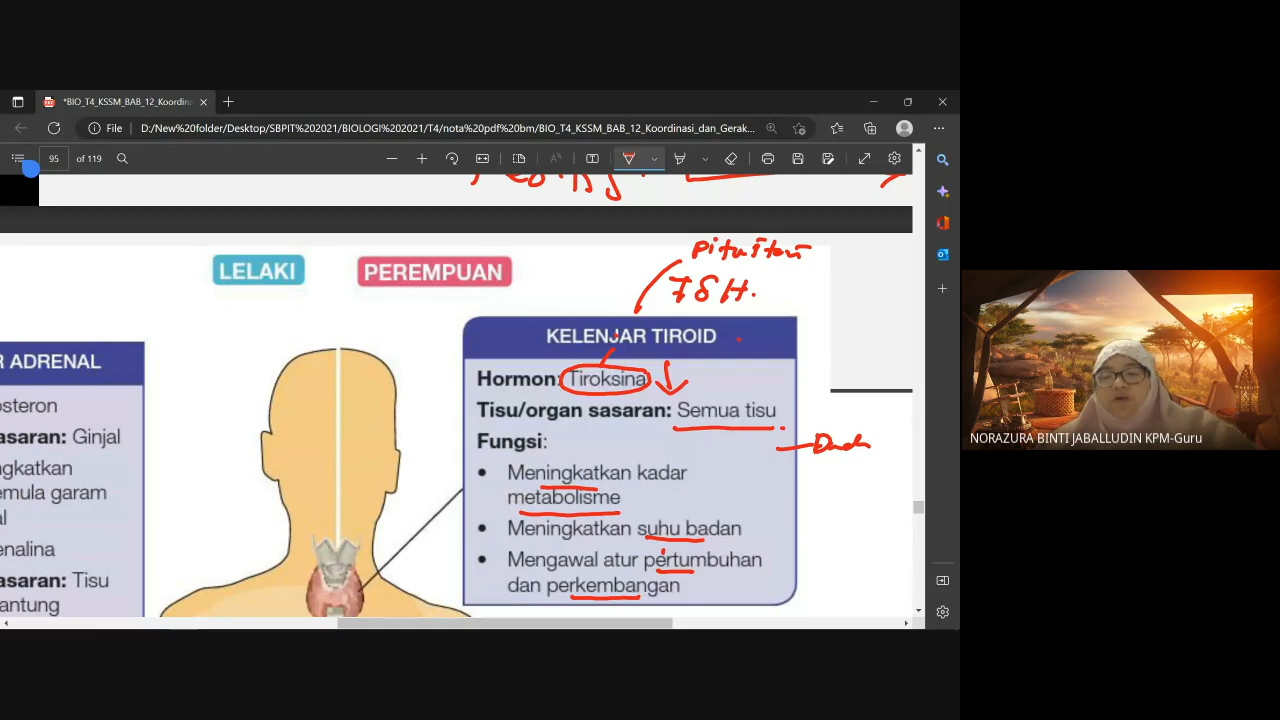 *BIO_T4_KSSM_BAB_12_Koordina
File
D:/New%20folder/Desktop/SBPIT%202021/BIOLOGI%202021/T4/nota%20pdf%20bm/BIO_T4_KSSM_BAB_12_Koordinasi_dan_Gerak...
95 of 119
LELAKI
PEREMPUAN
TSH.
R ADRENAL
osteron
asaran: Ginjal
ngkatkan
emula garam
al
enalina
asaran: Tisu
antung
KELENJAR TIROID
Hormon: Tiroksina
Tisu/organ sasaran: Semua tisu
Fungsi:
• Meningkatkan kadar
metabolisme
• Meningkatkan suhu badan
• Mengawal atur pertumbuhan
dan perkembangan
NORAZURA BINTI JABALLUDIN KPM-Guru